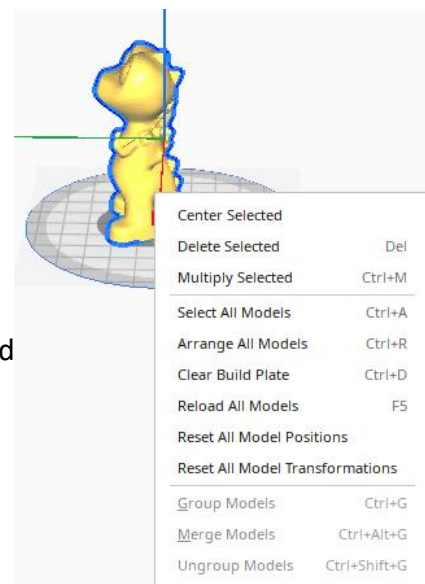 Center Selected
Delete Selected Del
Multiply Selected Ctrl+M
Select All Models Ctrl+A
d
Arrange All Models Ctrl+R
Clear Build Plate Ctrl+D
Reload All Models F5
Reset All Model Positions
Reset All Model Transformations
Group Models Ctrl+G
Merge Models Ctrl+Alt+G
Ungroup Models Ctrl+Shift+G